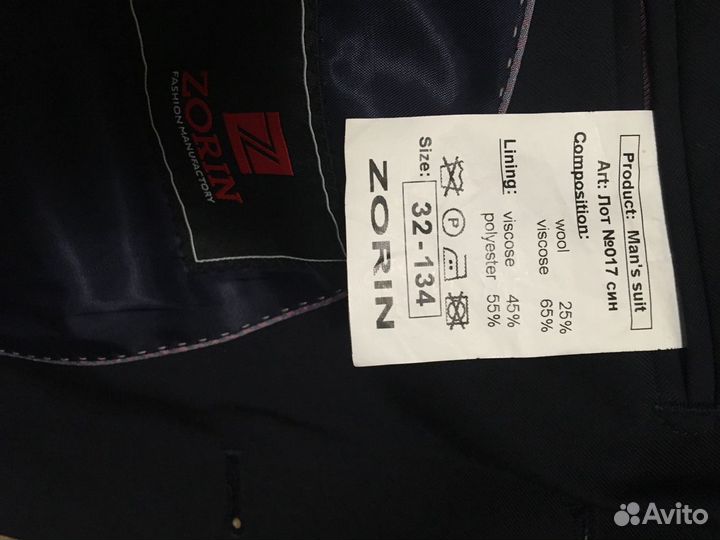 ZORIN
FASHION MANUFACTORY
Product: Man's suit
Art: Лот №017 син
Composition:
wool 25%
viscose 65%
Lining: viscose 45%
polyester 55%
P
Size: 32-134
ZORIN
Avito